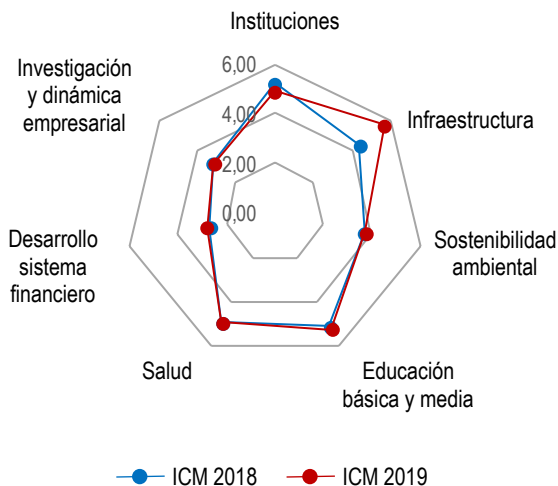 Instituciones
6,00
4,00
2,00
0,00
Infraestructura
Sostenibilidad
ambiental
Educación
básica y media
Salud
Desarrollo
sistema
financiero
Investigación
y dinámica
empresarial
ICM 2018
ICM 2019